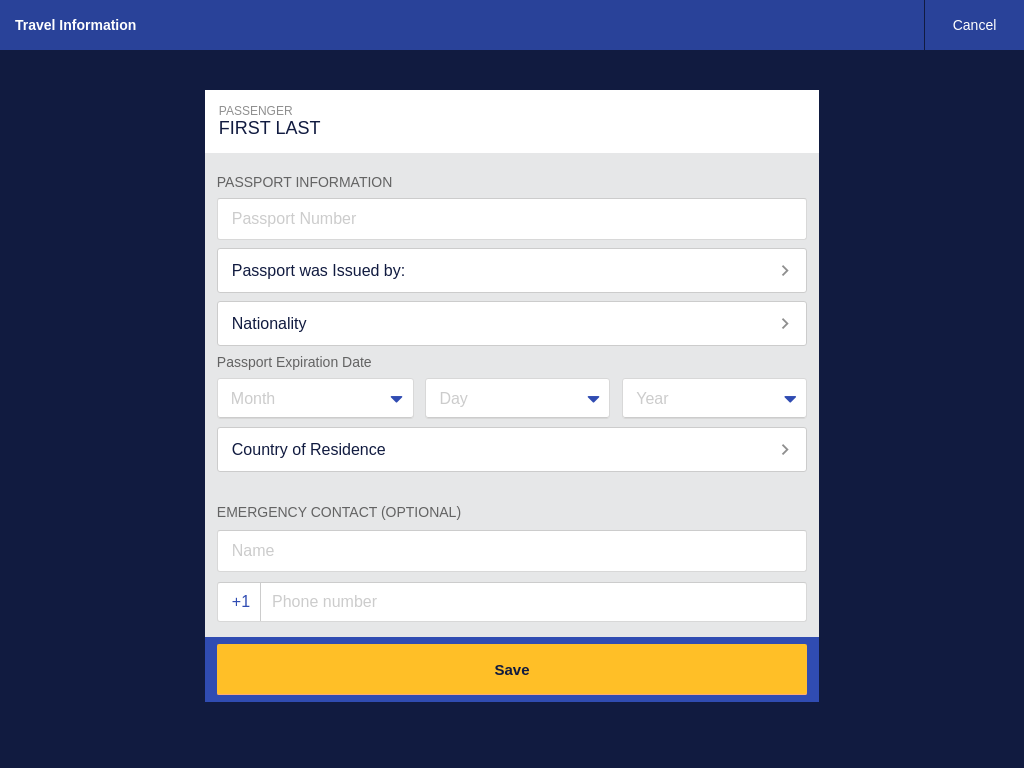 Travel Information
Cancel
PASSENGER
FIRST LAST
PASSPORT INFORMATION
Passport Number
Passport was Issued by:
Nationality
Passport Expiration Date
Month Day Year
Country of Residence
EMERGENCY CONTACT (OPTIONAL)
Name
+1 Phone number
Save